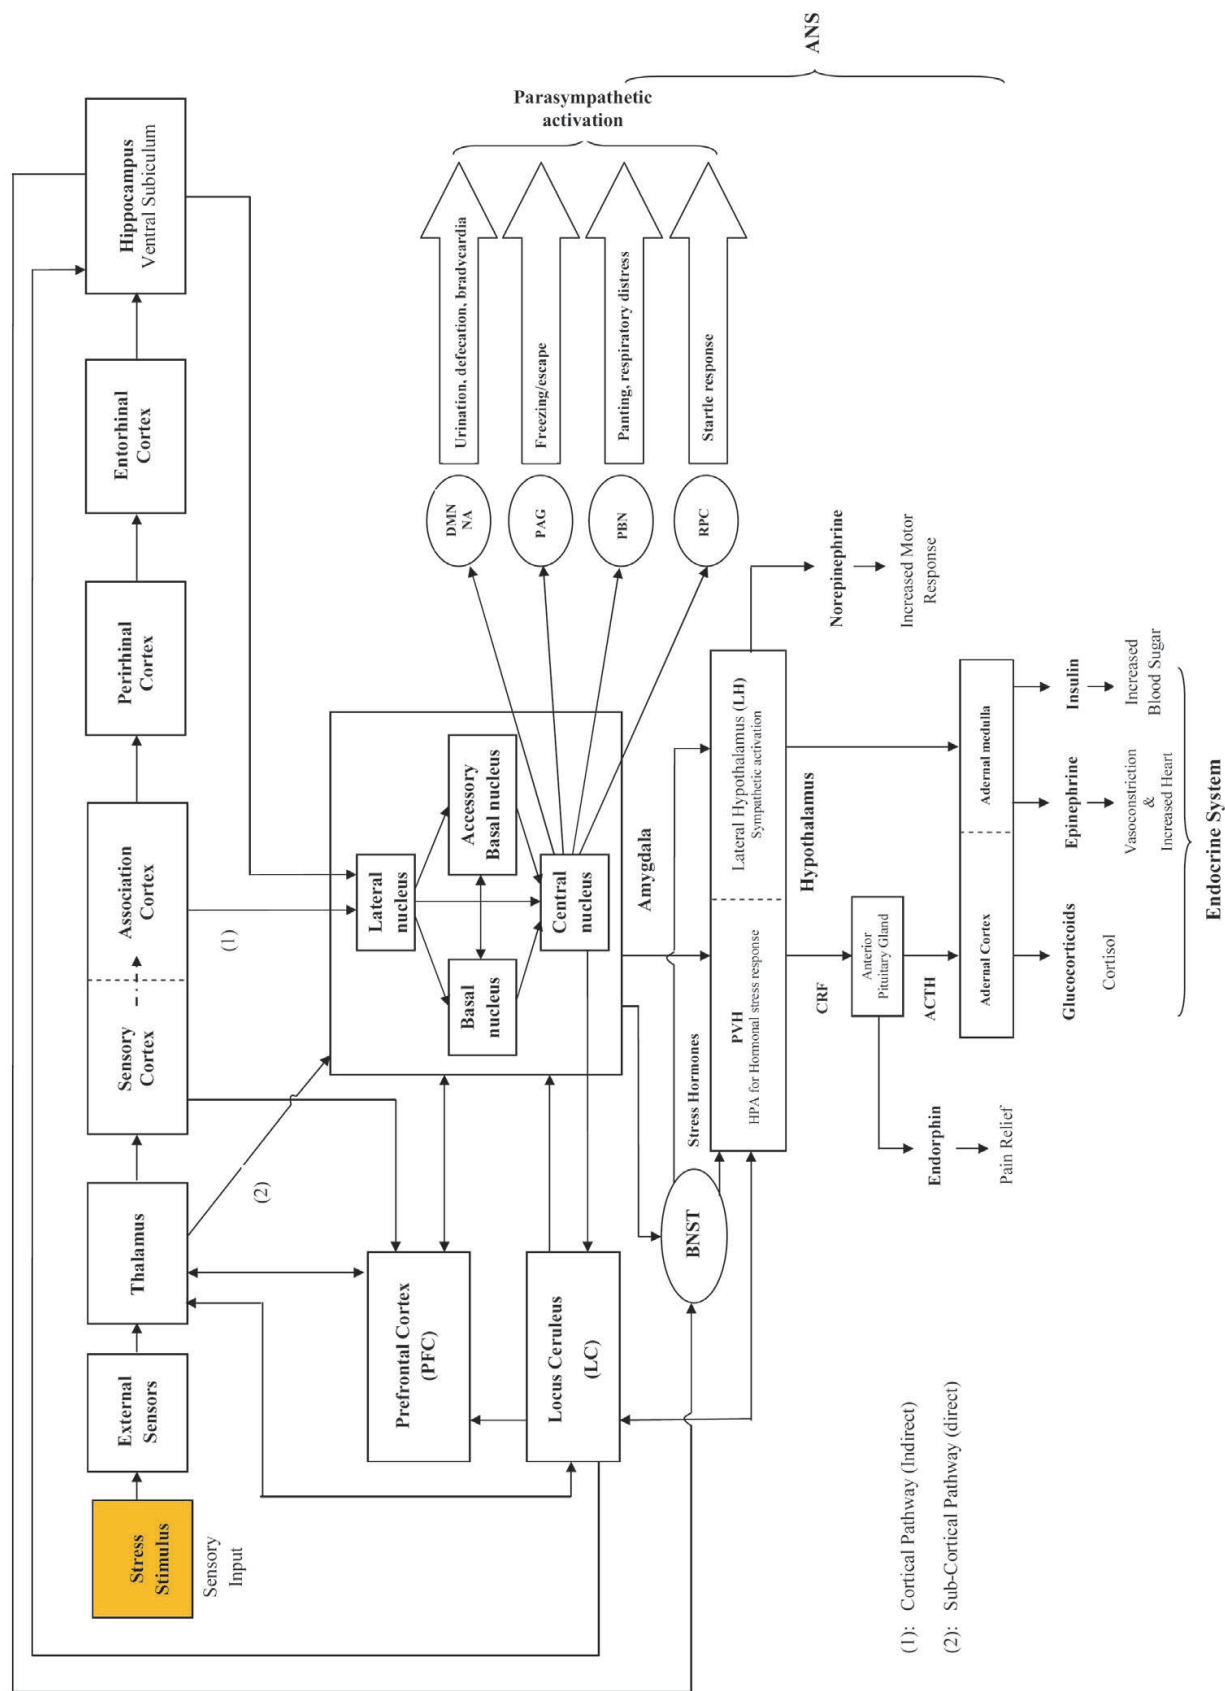 Stress
Stimulus
Sensory
Input
External
Sensors
Thalamus
Sensory
Cortex
Association
Cortex
Perirhinal
Cortex
Entorhinal
Cortex
Hippocampus
Ventral Subiculum
(1)
(2)
Prefrontal Cortex
(PFC)
Locus Ceruleus
(LC)
Lateral
nucleus
Accessory
Basal nucleus
Basal
nucleus
Central
nucleus
Amygdala
DMN
NA
PAG
PBN
RPC
Urination, defecation, bradycardia
Freezing/escape
Panting, respiratory distress
Startle response
Parasympathetic
activation
ANS
BNST
Stress Hormones
PVH
HPA for Hormonal stress response
Lateral Hypothalamus (LH)
Sympathetic activation
Hypothalamus
Norepinephrine
Increased Motor
Response
CRF
Anterior
Pituitary Gland
ACTH
Endorphin
Pain Relief
Adernal Cortex
Adernal medulla
Glucocorticoids
Cortisol
Epinephrine
Vasoconstriction
&
Increased Heart
Insulin
Increased
Blood Sugar
Endocrine System
(1): Cortical Pathway (Indirect)
(2): Sub-Cortical Pathway (direct)